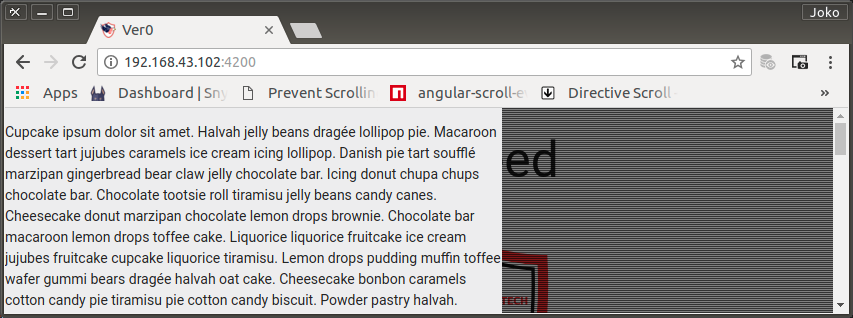 Joko
Ver0
192.168.43.102:4200
Apps Dashboard | Sny Prevent Scrollin angular-scroll-e Directive Scroll »
Cupcake ipsum dolor sit amet. Halvah jelly beans dragée lollipop pie. Macaroon
dessert tart jujubes caramels ice cream icing lollipop. Danish pie tart soufflé
marzipan gingerbread bear claw jelly chocolate bar. Icing donut chupa chups
chocolate bar. Chocolate tootsie roll tiramisu jelly beans candy canes.
Cheesecake donut marzipan chocolate lemon drops brownie. Chocolate bar
macaroon lemon drops toffee cake. Liquorice liquorice fruitcake ice cream
jujubes fruitcake cupcake liquorice tiramisu. Lemon drops pudding muffin toffee
wafer gummi bears dragée halvah oat cake. Cheesecake bonbon caramels
cotton candy pie tiramisu pie cotton candy biscuit. Powder pastry halvah.
ed
TECH